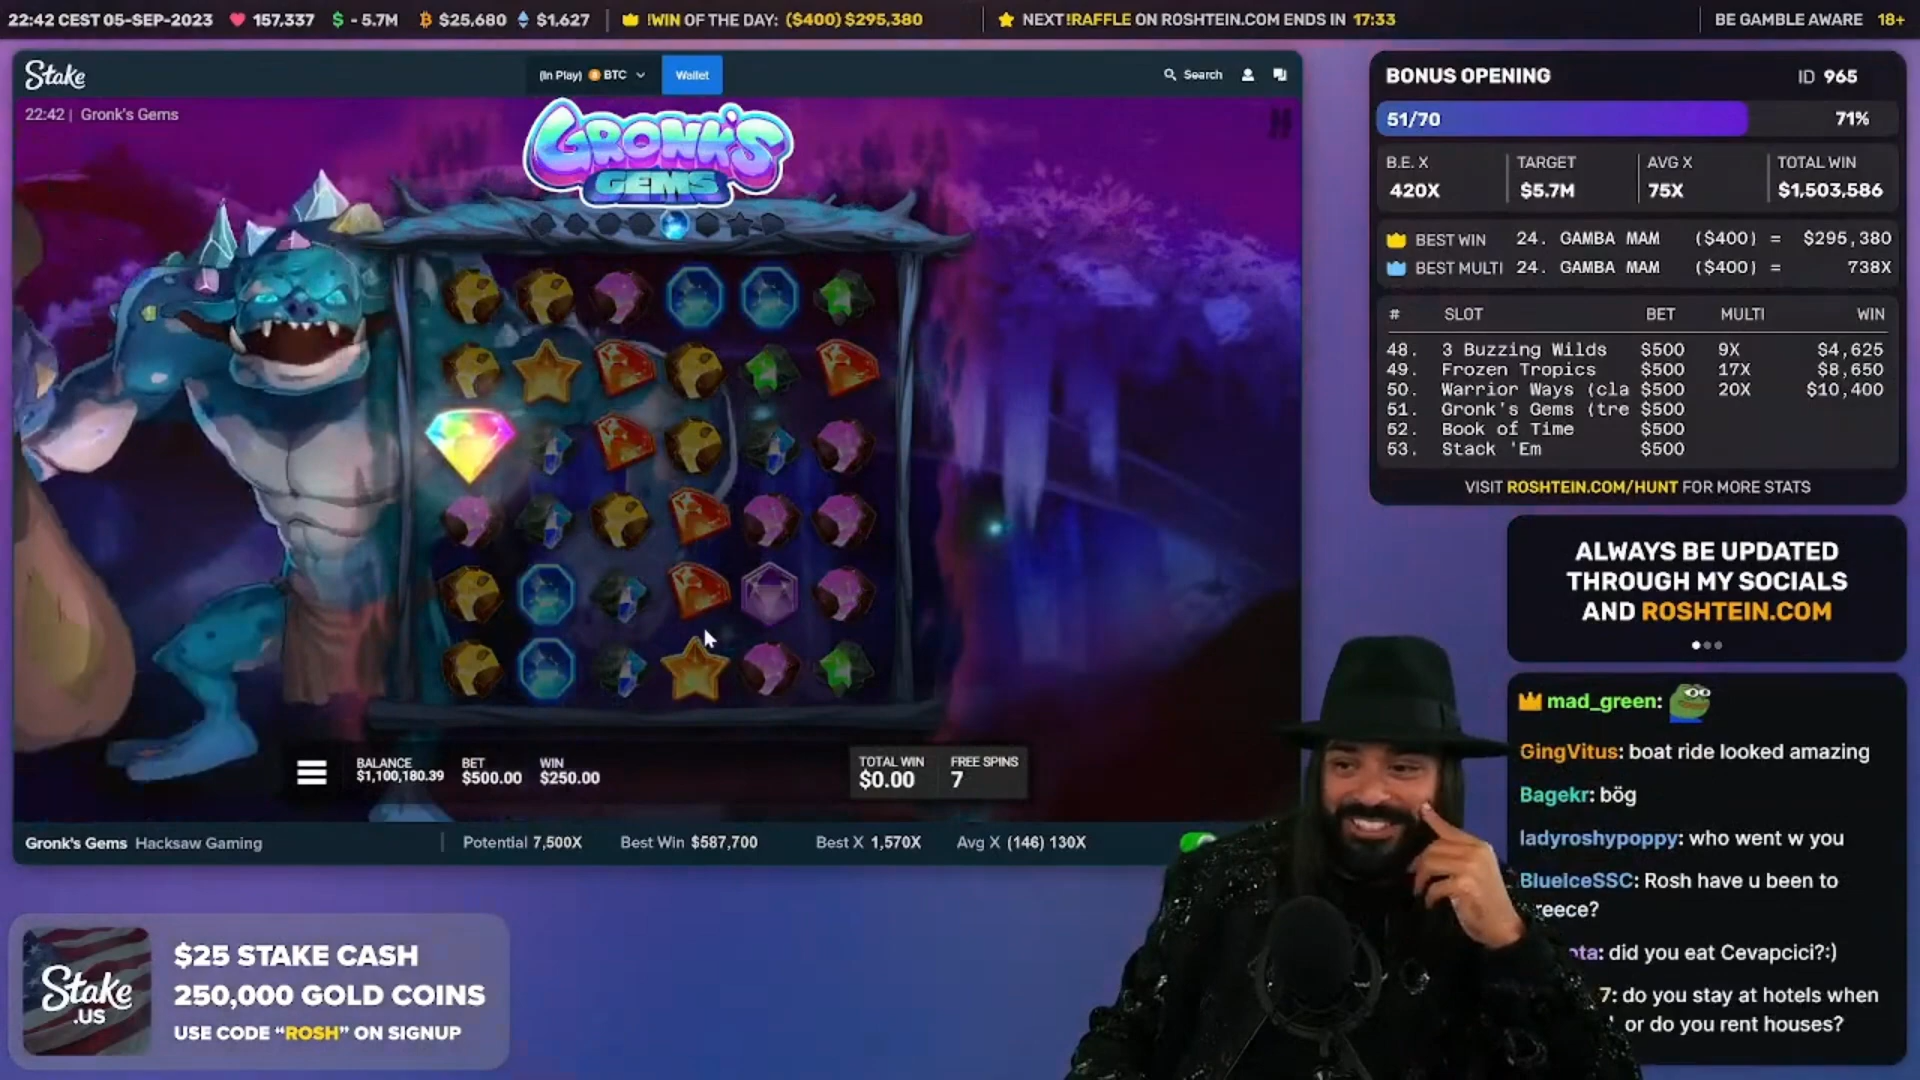 22:42 CEST 05-SEP-2023 157,337 $ - 5.7M $25,680 $1,627 !WIN OF THE DAY: ($400) $295,380 NEXT !RAFFLE ON ROSHTEIN.COM ENDS IN 17:33 BE GAMBLE AWARE 18+
Stake (In Play) BTC Wallet Search
22:42 | Gronk's Gems
GRONK'S
GEMS
BALANCE BET WIN TOTAL WIN FREE SPINS
$1,100,180.39 $500.00 $250.00 $0.00 7
Gronk's Gems Hacksaw Gaming Potential 7,500X Best Win $587,700 Best X 1,570X Avg X (146) 130X
BONUS OPENING ID 965
51/70 71%
B.E. X TARGET AVG X TOTAL WIN
420X $5.7M 75X $1,503,586
BEST WIN 24. GAMBA MAM ($400) = $295,380
BEST MULTI 24. GAMBA MAM ($400) = 738X
# SLOT BET MULTI WIN
48. 3 Buzzing Wilds $500 9X $4,625
49. Frozen Tropics $500 17X $8,650
50. Warrior Ways (cla $500 20X $10,400
51. Gronk's Gems (tre $500
52. Book of Time $500
53. Stack 'Em $500
VISIT ROSHTEIN.COM/HUNT FOR MORE STATS
ALWAYS BE UPDATED
THROUGH MY SOCIALS
AND ROSHTEIN.COM
mad_green:
GingVitus: boat ride looked amazing
Bagekr: bög
ladyroshypoppy: who went w you
BlueIceSSC: Rosh have u been to
reece?
ta: did you eat Cevapcici?:)
7: do you stay at hotels when
or do you rent houses?
Stake
.US
$25 STAKE CASH
250,000 GOLD COINS
USE CODE “ROSH” ON SIGNUP